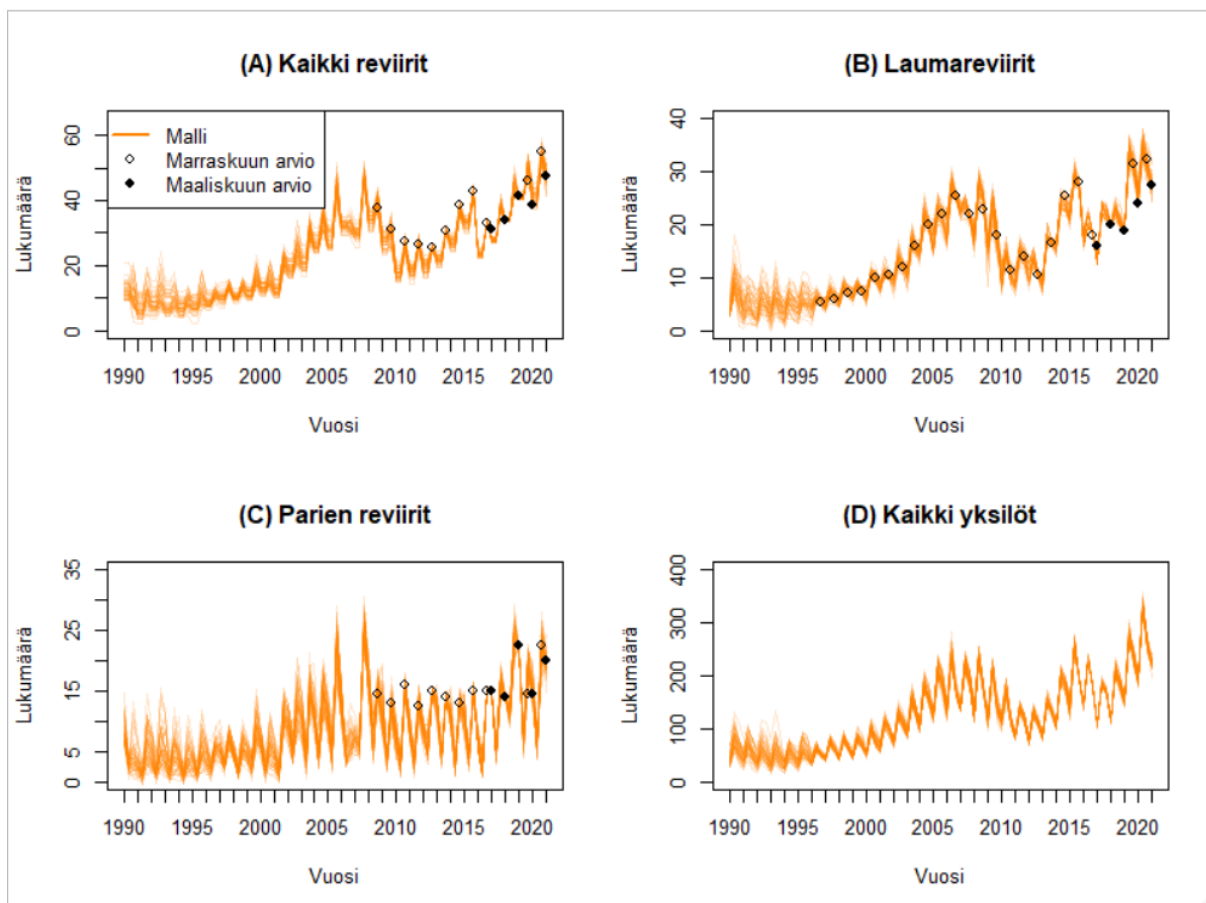 (A) Kaikki reviirit
Malli
Marraskuun arvio
Maaliskuun arvio
Lukumäärä
0 20 40 60
1990 1995 2000 2005 2010 2015 2020
Vuosi
(B) Laumareviirit
Lukumäärä
0 10 20 30 40
1990 1995 2000 2005 2010 2015 2020
Vuosi
(C) Parien reviirit
Lukumäärä
0 5 15 25 35
1990 1995 2000 2005 2010 2015 2020
Vuosi
(D) Kaikki yksilöt
Lukumäärä
0 100 200 300 400
1990 1995 2000 2005 2010 2015 2020
Vuosi